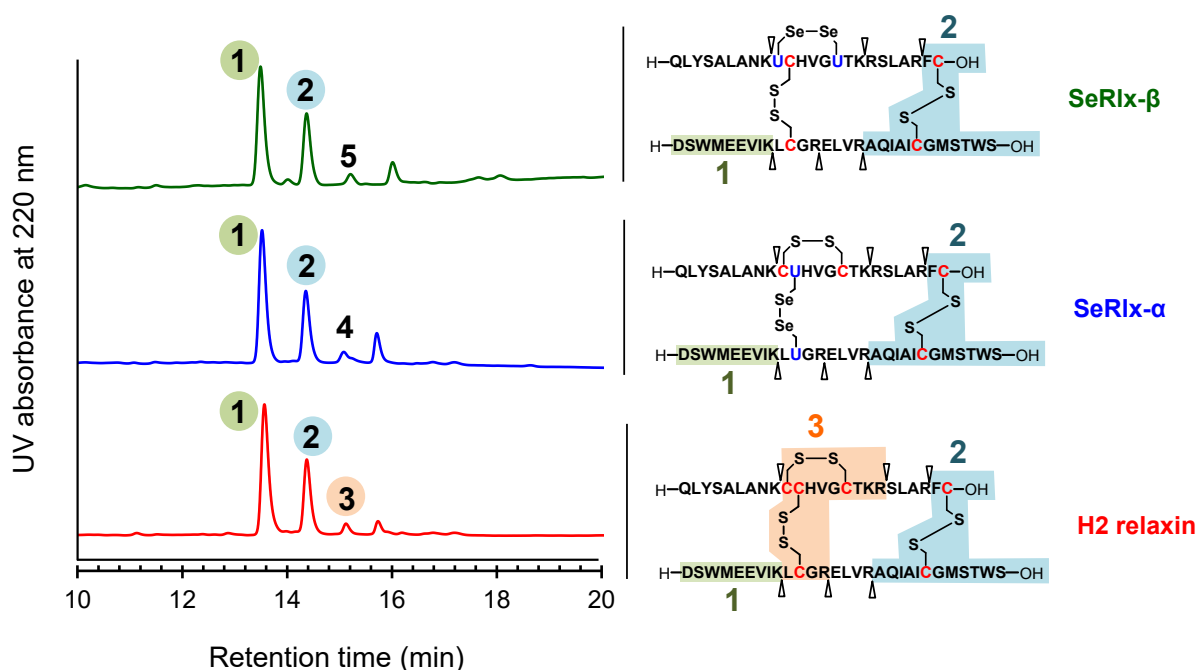 UV absorbance at 220 nm
1
2
5
1
2
4
1
2
3
10 12 14 16 18 20
Retention time (min)
Se Se
2
H–QLYSALANKUCHVGUTKRSLARFC–OH
S
S
S
S
H–DSWMEEVIKLCGRELVRAQIAICGMSTWS–OH
1
SeRlx-β
S S
2
H–QLYSALANKCUHVGCTKRSLARFC–OH
Se
Se
S
S
H–DSWMEEVIKLUGRELVRAQIAICGMSTWS–OH
1
SeRlx-α
3
S S
2
H–QLYSALANKCCHVGCTKRSLARFC–OH
S
S
S
S
H–DSWMEEVIKLCGRELVRAQIAICGMSTWS–OH
1
H2 relaxin